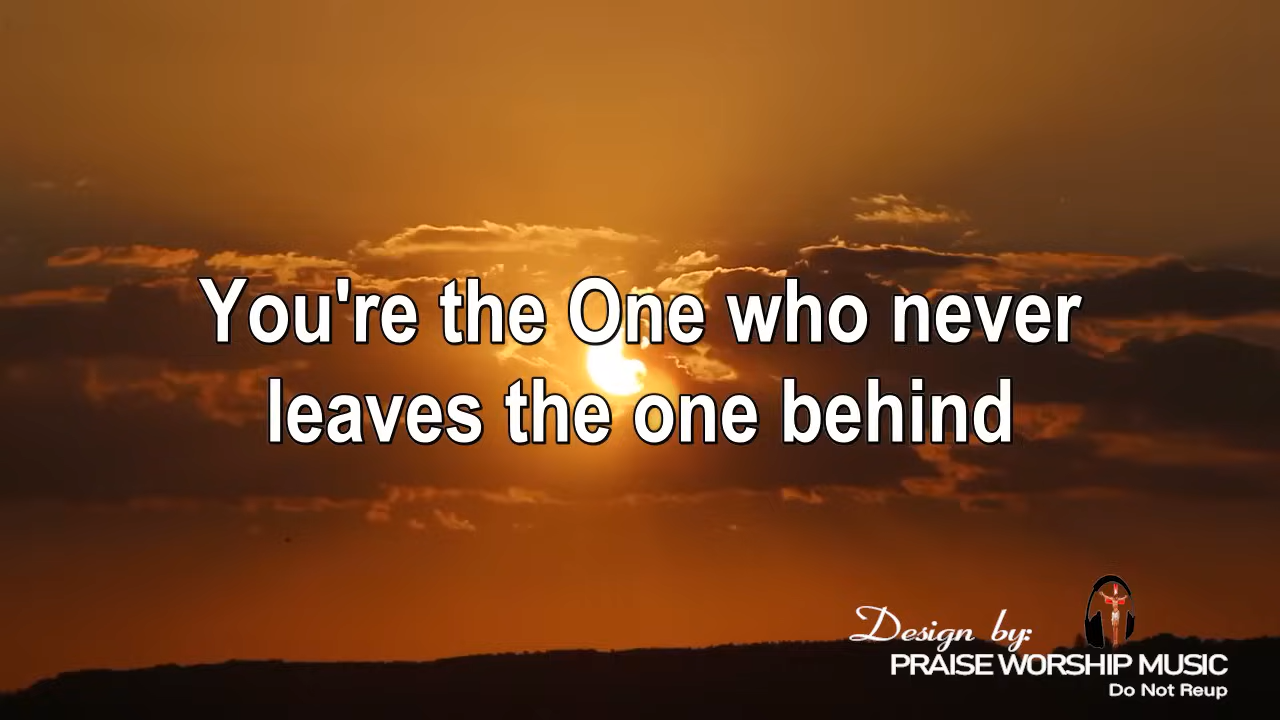 You're the One who never
leaves the one behind
Design by:
PRAISE WORSHIP MUSIC
Do Not Reup